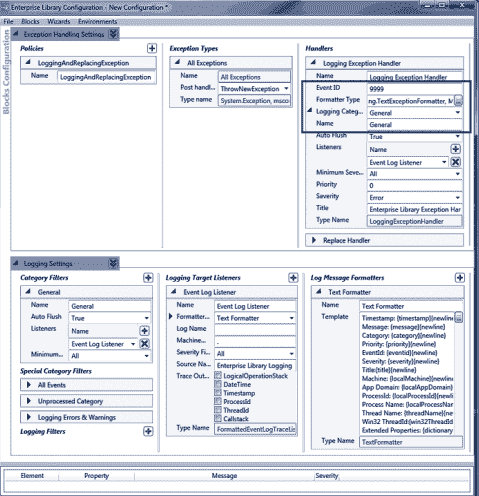 Enterprise Library Configuration - New Configuration *
File Blocks Wizards Environments
Blocks Configuration
Exception Handling Settings
Policies
LoggingAndReplacingException
Name LoggingAndReplacingException
Exception Types
All Exceptions
Name All Exceptions
Post handl... ThrowNewException
Type name System.Exception, msco
Handlers
Logging Exception Handler
Name Logging Exception Handler
Event ID 9999
Formatter Type ng.TextExceptionFormatter, M
Logging Categ... General
Name General
Auto Flush True
Listeners Name
Event Log Listener
Minimum Seve... All
Priority 0
Severity Error
Title Enterprise Library Exception Har
Type Name LoggingExceptionHandler
Replace Handler
Logging Settings
Category Filters
General
Name General
Auto Flush True
Listeners Name
Event Log Listener
Minimum... All
Special Category Filters
All Events
Unprocessed Category
Logging Errors & Warnings
Logging Filters
Logging Target Listeners
Event Log Listener
Name Event Log Listener
Formatter... Text Formatter
Log Name
Machine... .
Severity Fi... All
Source Na... Enterprise Library Logging
Trace Out... LogicalOperationStack
DateTime
Timestamp
ProcessId
ThreadId
Callstack
Type Name FormattedEventLogTraceLis
Log Message Formatters
Text Formatter
Name Text Formatter
Template Timestamp: {timestamp}{newline}
Message: {message}{newline}
Category: {category}{newline}
Priority: {priority}{newline}
EventId: {eventid}{newline}
Severity: {severity}{newline}
Title:{title}{newline}
Machine: {localMachine}{newline}
App Domain: {localAppDomain}
ProcessId: {localProcessId}{newli
Process Name: {localProcessNar
Thread Name: {threadName}{new
Win32 ThreadId:{win32ThreadId
Extended Properties: {dictionary
Type Name TextFormatter
Element Property Message Severity